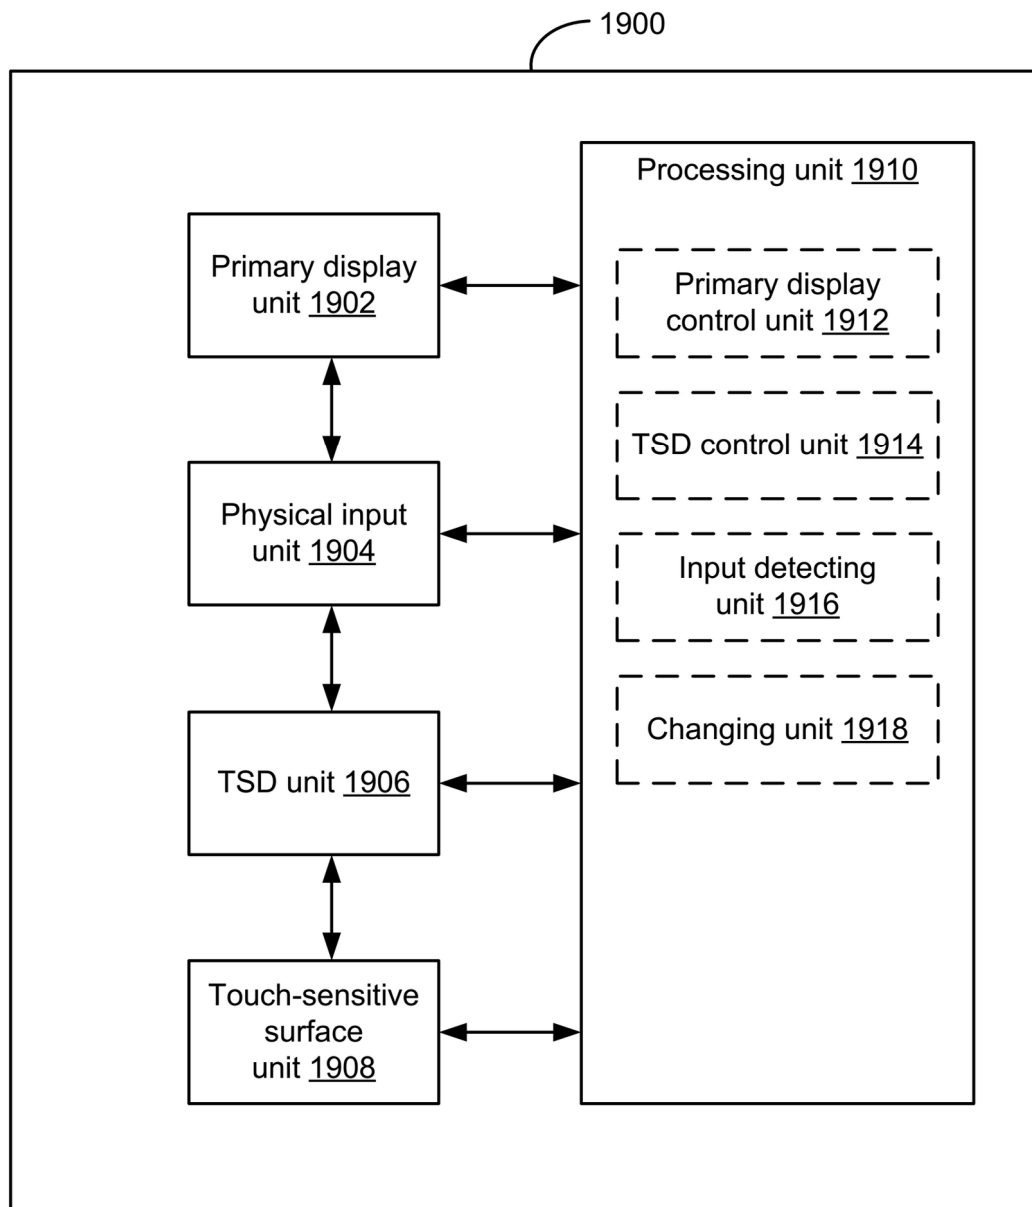 1900
Processing unit 1910
Primary display
unit 1902
Primary display
control unit 1912
TSD control unit 1914
Physical input
unit 1904
Input detecting
unit 1916
Changing unit 1918
TSD unit 1906
Touch-sensitive
surface
unit 1908